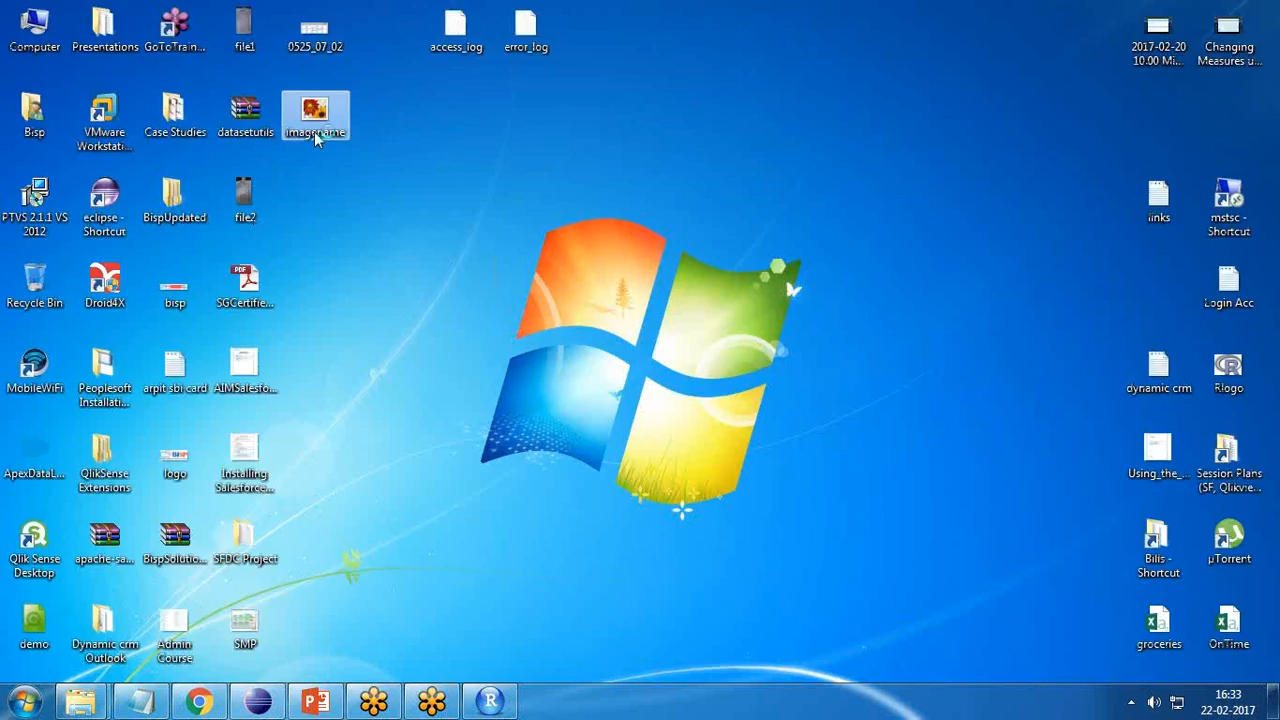 Computer
Presentations
GoToTrain...
file1
0525_07_02
access_log
error_log
2017-02-20
10.00 Mi...
Changing
Measures u...
Bisp
VMware
Workstati...
Case Studies
datasetutils
imagename
PTVS 2.1.1 VS
2012
eclipse -
Shortcut
BispUpdated
file2
links
mstsc -
Shortcut
Recycle Bin
Droid4X
bisp
PDF
SGCertifie...
Login Acc
MobileWiFi
Peoplesoft
Installati...
arpit sbi card
AIMSalesfo...
dynamic crm
Rlogo
ApexDataL...
QlikSense
Extensions
logo
Installing
Salesforce...
Using_the_...
Session Plans
(SF, Qlikvie...
Qlik Sense
Desktop
apache-sa...
BispSolutio...
SFDC Project
Bilis -
Shortcut
µTorrent
demo
Dynamic crm
Outlook
Admin
Course
SMP
groceries
OnTime
16:33
22-02-2017